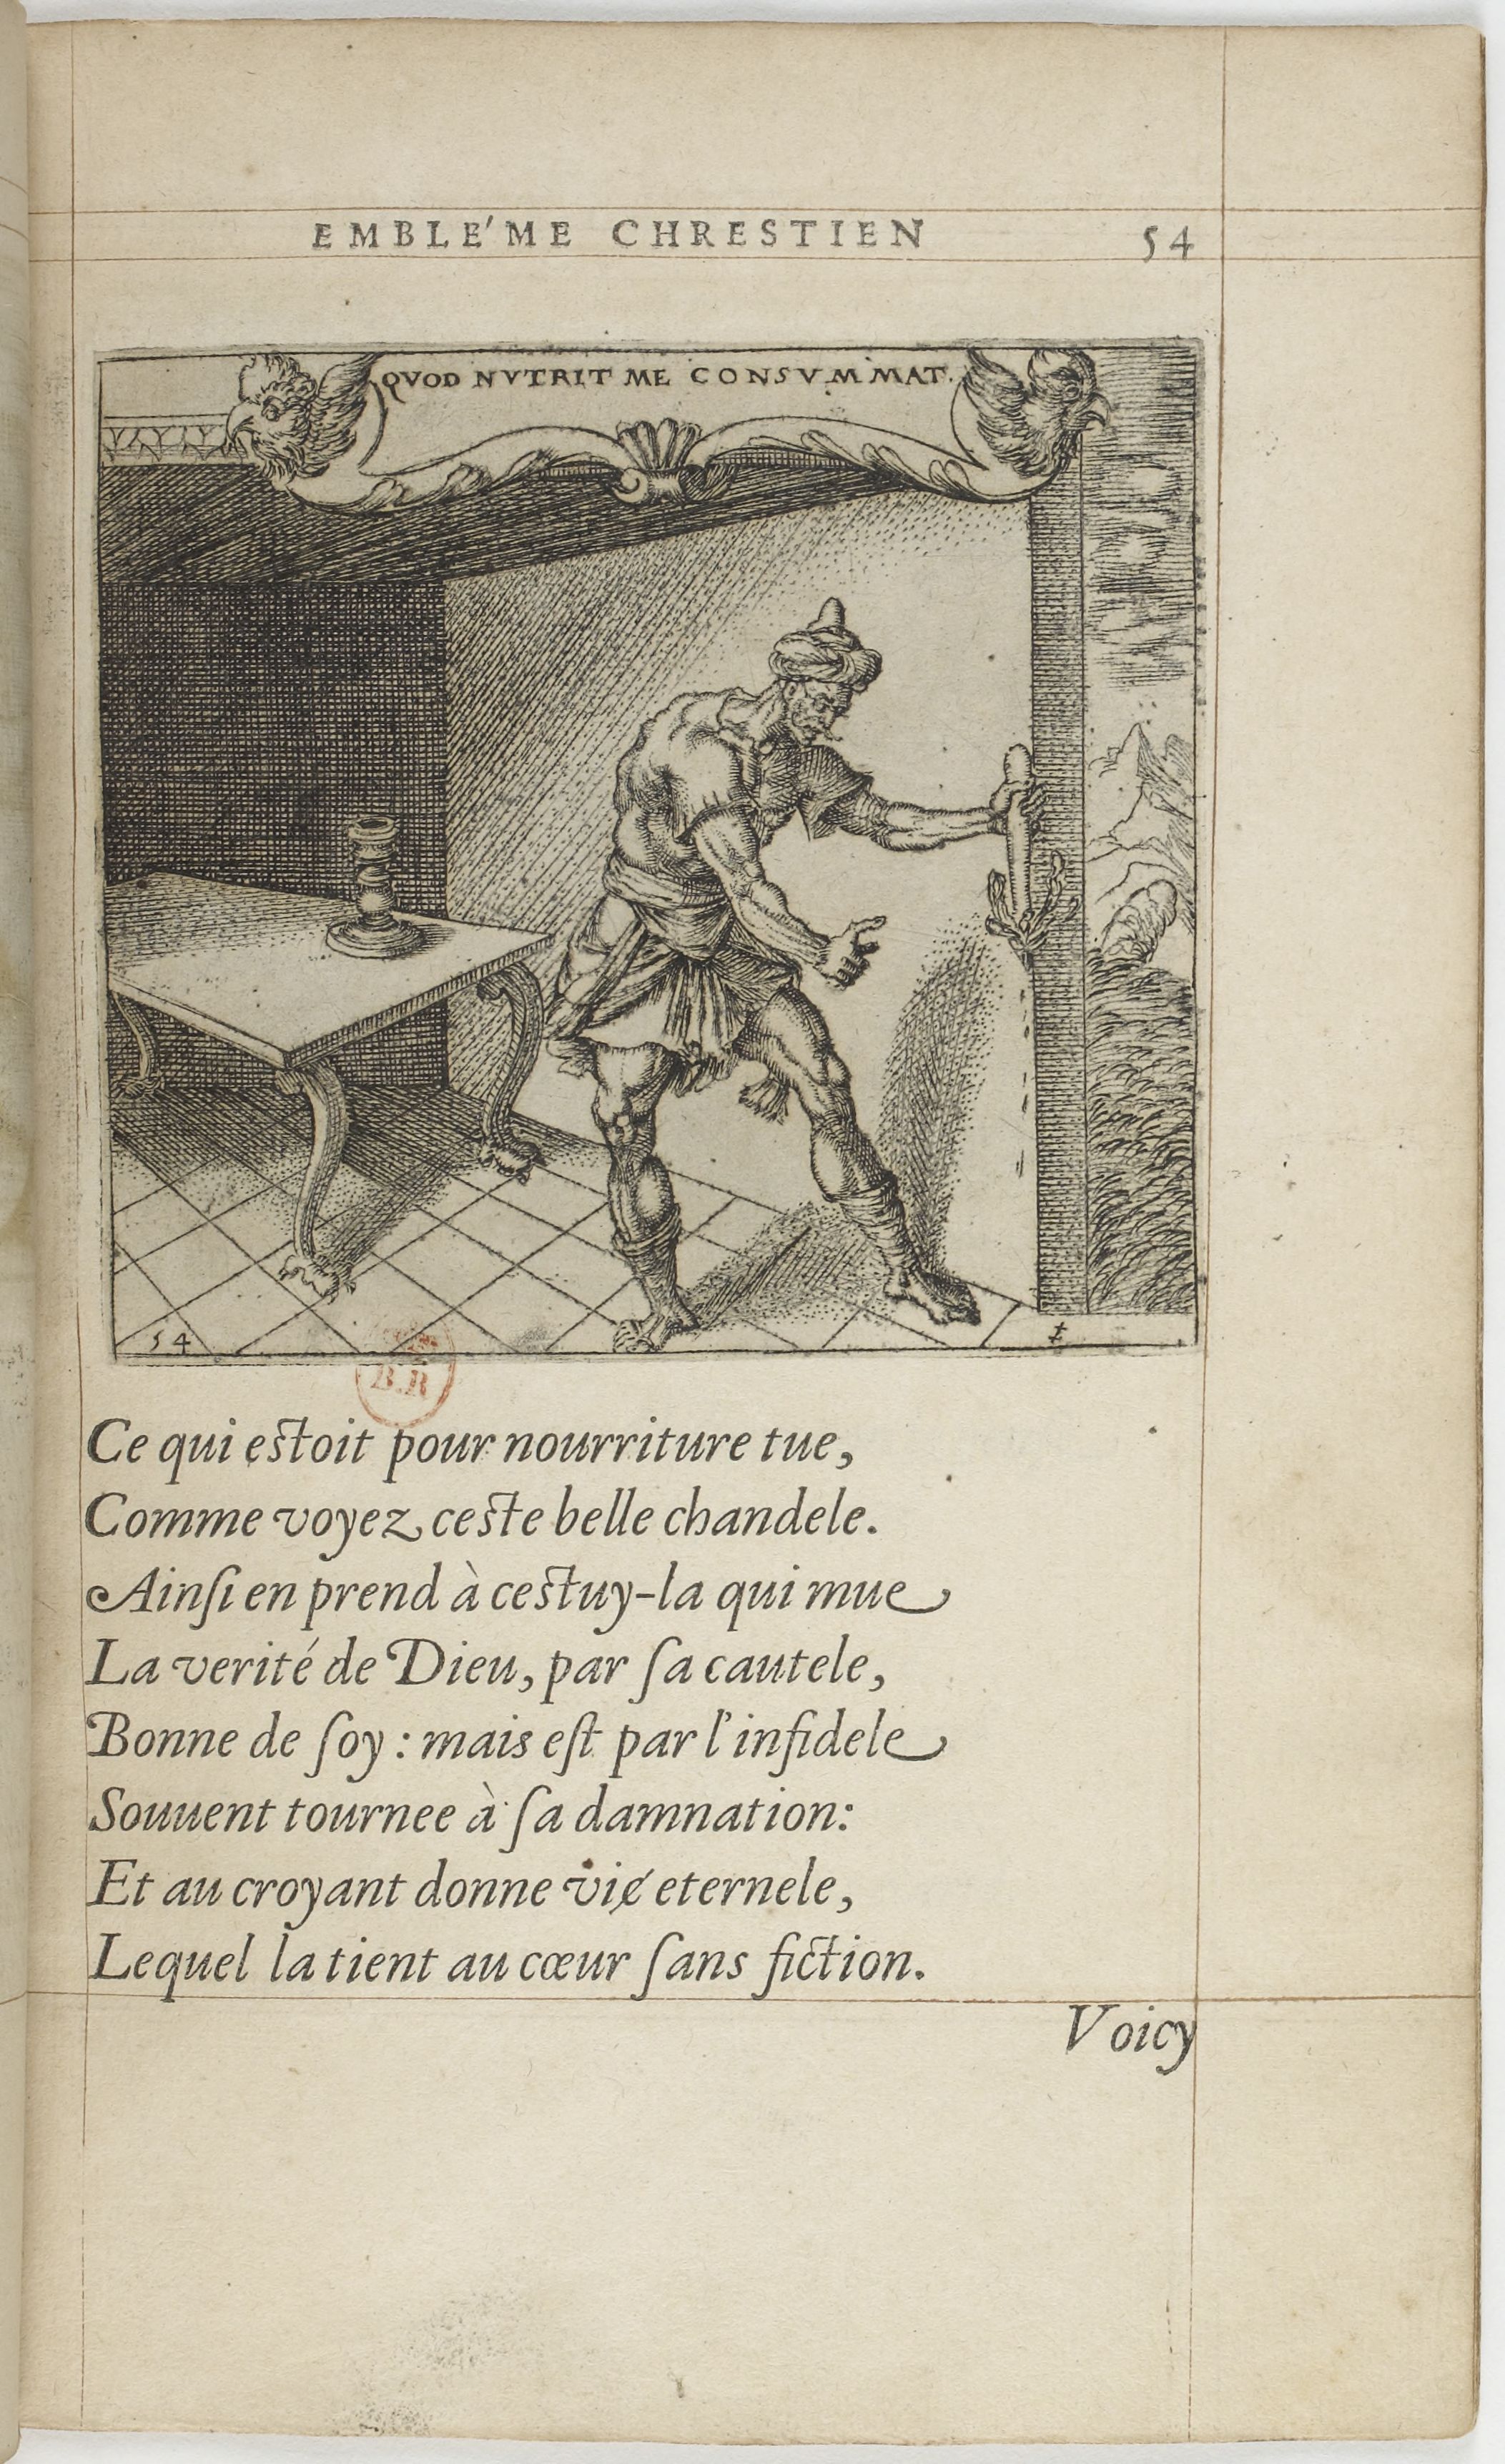 EMBLE'ME CHRESTIEN 54
QVOD NVTRIT ME CONSVMMAT.
54 t
B.R
Ce qui estoit pour nourriture tue,
Comme voyez ceste belle chandele.
Ainſi en prend à cestuy-la qui mue
La verité de Dieu, par ſa cautele,
Bonne de ſoy : mais eſt par l'infidele
Souuent tournee à ſa damnation:
Et au croyant donne vié eternele,
Lequel la tient au cœur ſans fiction.
Voicy